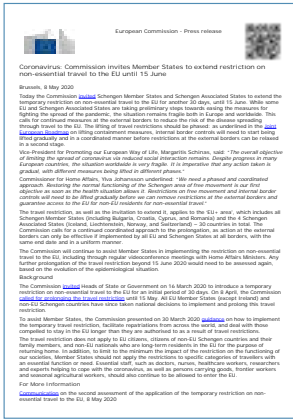 European Commission - Press release
Coronavirus: Commission invites Member States to extend restriction on
non-essential travel to the EU until 15 June
Brussels, 8 May 2020
Today the Commission invited Schengen Member States and Schengen Associated States to extend the
temporary restriction on non-essential travel to the EU for another 30 days, until 15 June. While some
EU and Schengen Associated States are taking preliminary steps towards easing the measures for
fighting the spread of the pandemic, the situation remains fragile both in Europe and worldwide. This
calls for continued measures at the external borders to reduce the risk of the disease spreading
through travel to the EU. The lifting of travel restrictions should be phased: as underlined in the Joint
European Roadmap on lifting containment measures, internal border controls will need to start being
lifted gradually and in a coordinated manner before restrictions at the external borders can be relaxed
in a second stage.
Vice-President for Promoting our European Way of Life, Margaritis Schinas, said: "The overall objective
of limiting the spread of coronavirus via reduced social interaction remains. Despite progress in many
European countries, the situation worldwide is very fragile. It is imperative that any action taken is
gradual, with different measures being lifted in different phases."
Commissioner for Home Affairs, Ylva Johansson underlined: "We need a phased and coordinated
approach. Restoring the normal functioning of the Schengen area of free movement is our first
objective as soon as the health situation allows it. Restrictions on free movement and internal border
controls will need to be lifted gradually before we can remove restrictions at the external borders and
guarantee access to the EU for non-EU residents for non-essential travel"
The travel restriction, as well as the invitation to extend it, applies to the 'EU+ area', which includes all
Schengen Member States (including Bulgaria, Croatia, Cyprus, and Romania) and the 4 Schengen
Associated States (Iceland, Liechtenstein, Norway, and Switzerland) – 30 countries in total. The
Commission calls for a continued coordinated approach to the prolongation, as action at the external
borders can only be effective if implemented by all EU and Schengen States at all borders, with the
same end date and in a uniform manner.
The Commission will continue to assist Member States in implementing the restriction on non-essential
travel to the EU, including through regular videoconference meetings with Home Affairs Ministers. Any
further prolongation of the travel restriction beyond 15 June 2020 would need to be assessed again,
based on the evolution of the epidemiological situation.
Background
The Commission invited Heads of State or Government on 16 March 2020 to introduce a temporary
restriction on non-essential travel to the EU for an initial period of 30 days. On 8 April, the Commission
called for prolonging the travel restriction until 15 May. All EU Member States (except Ireland) and
non-EU Schengen countries have since taken national decisions to implement and prolong this travel
restriction.
To assist Member States, the Commission presented on 30 March 2020 guidance on how to implement
the temporary travel restriction, facilitate repatriations from across the world, and deal with those
compelled to stay in the EU longer than they are authorised to as a result of travel restrictions.
The travel restriction does not apply to EU citizens, citizens of non-EU Schengen countries and their
family members, and non-EU nationals who are long-term residents in the EU for the purpose of
returning home. In addition, to limit to the minimum the impact of the restriction on the functioning of
our societies, Member States should not apply the restrictions to specific categories of travellers with
an essential function or need. Essential staff, such as doctors, nurses, healthcare workers, researchers
and experts helping to cope with the coronavirus, as well as persons carrying goods, frontier workers
and seasonal agricultural workers, should also continue to be allowed to enter the EU.
For More Information
Communication on the second assessment of the application of the temporary restriction on non-
essential travel to the EU, 8 May 2020